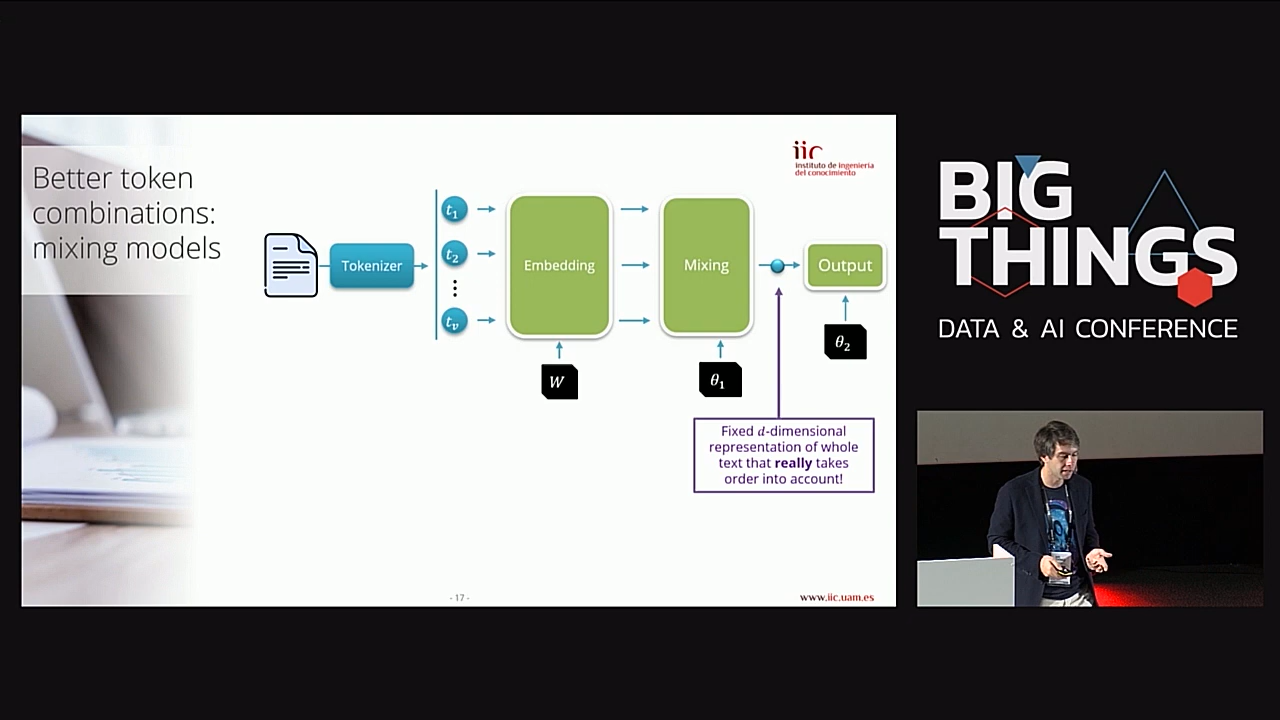 Better token
combinations:
mixing models
iic
instituto de ingeniería
del conocimiento
Tokenizer
t₁
t₂
⋮
tᵥ
Embedding
Mixing
Output
W
θ₁
θ₂
Fixed d-dimensional
representation of whole
text that really takes
order into account!
- 17 -
www.iic.uam.es
BIG
THINGS
DATA & AI CONFERENCE